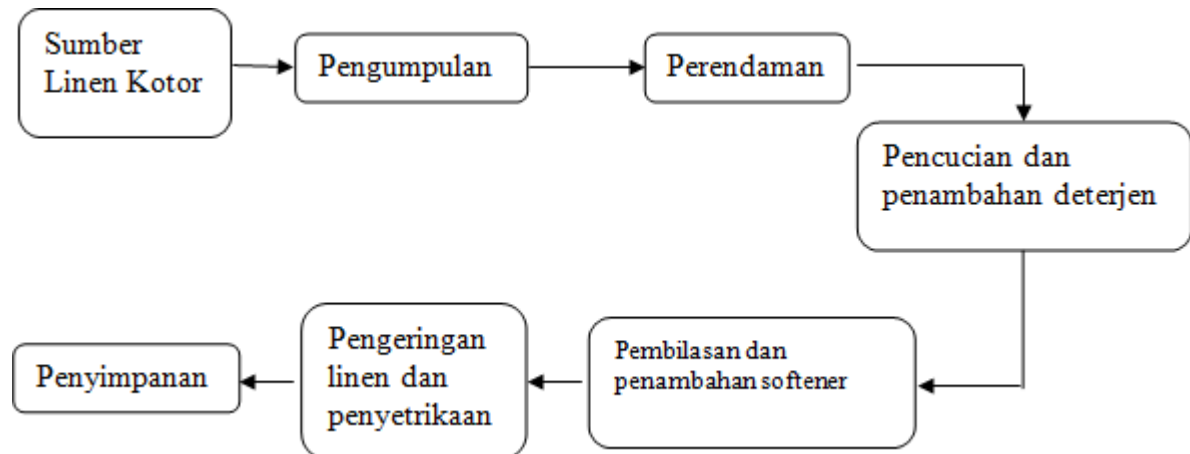 Sumber
Linen Kotor
Pengumpulan
Perendaman
Pencucian dan
penambahan deterjen
Pembilasan dan
penambahan softener
Pengeringan
linen dan
penyetrikaan
Penyimpanan